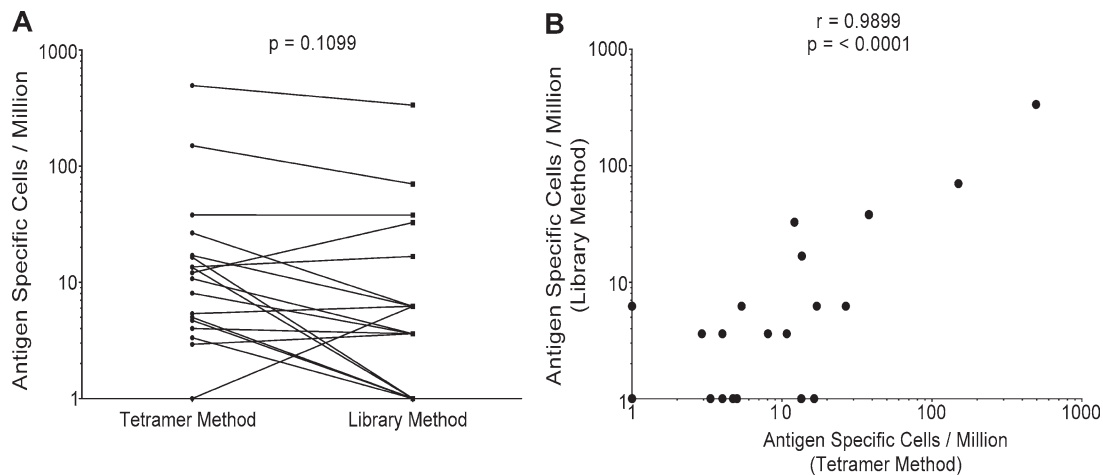 A
p = 0.1099
Antigen Specific Cells / Million
1000
100
10
1
Tetramer Method
Library Method
B
r = 0.9899
p = < 0.0001
Antigen Specific Cells / Million
(Library Method)
1000
100
10
1
1
10
100
1000
Antigen Specific Cells / Million
(Tetramer Method)